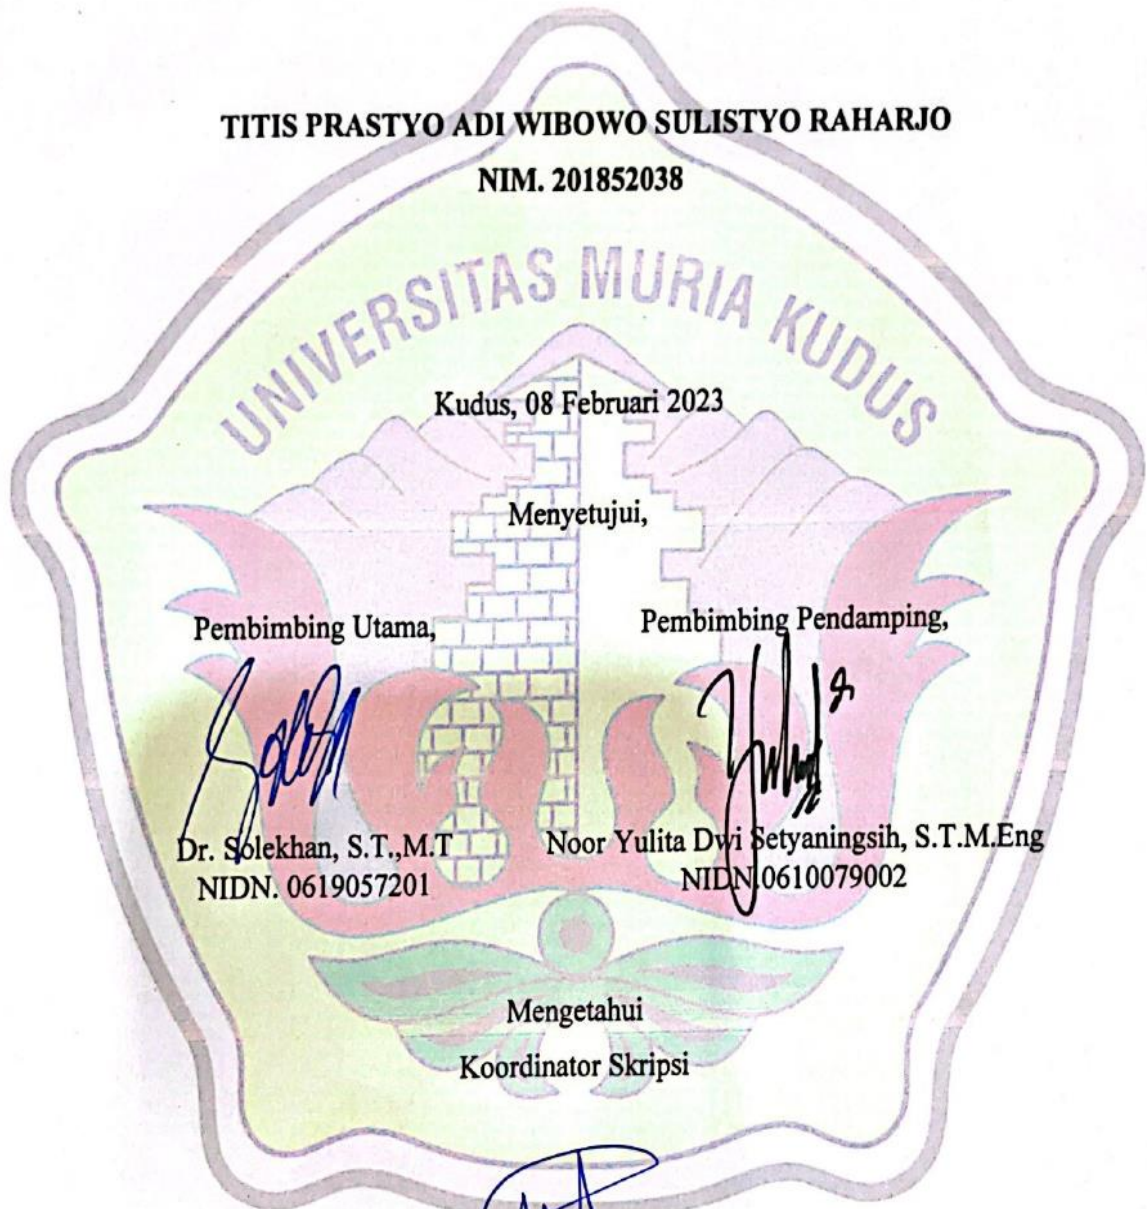 TITIS PRASTYO ADI WIBOWO SULISTYO RAHARJO
NIM. 201852038
UNIVERSITAS MURIA KUDUS
Kudus, 08 Februari 2023
Menyetujui,
Pembimbing Utama,
Pembimbing Pendamping,
Dr. Solekhan, S.T.,M.T
Noor Yulita Dwi Setyaningsih, S.T.M.Eng
NIDN. 0619057201
NIDN.0610079002
Mengetahui
Koordinator Skripsi